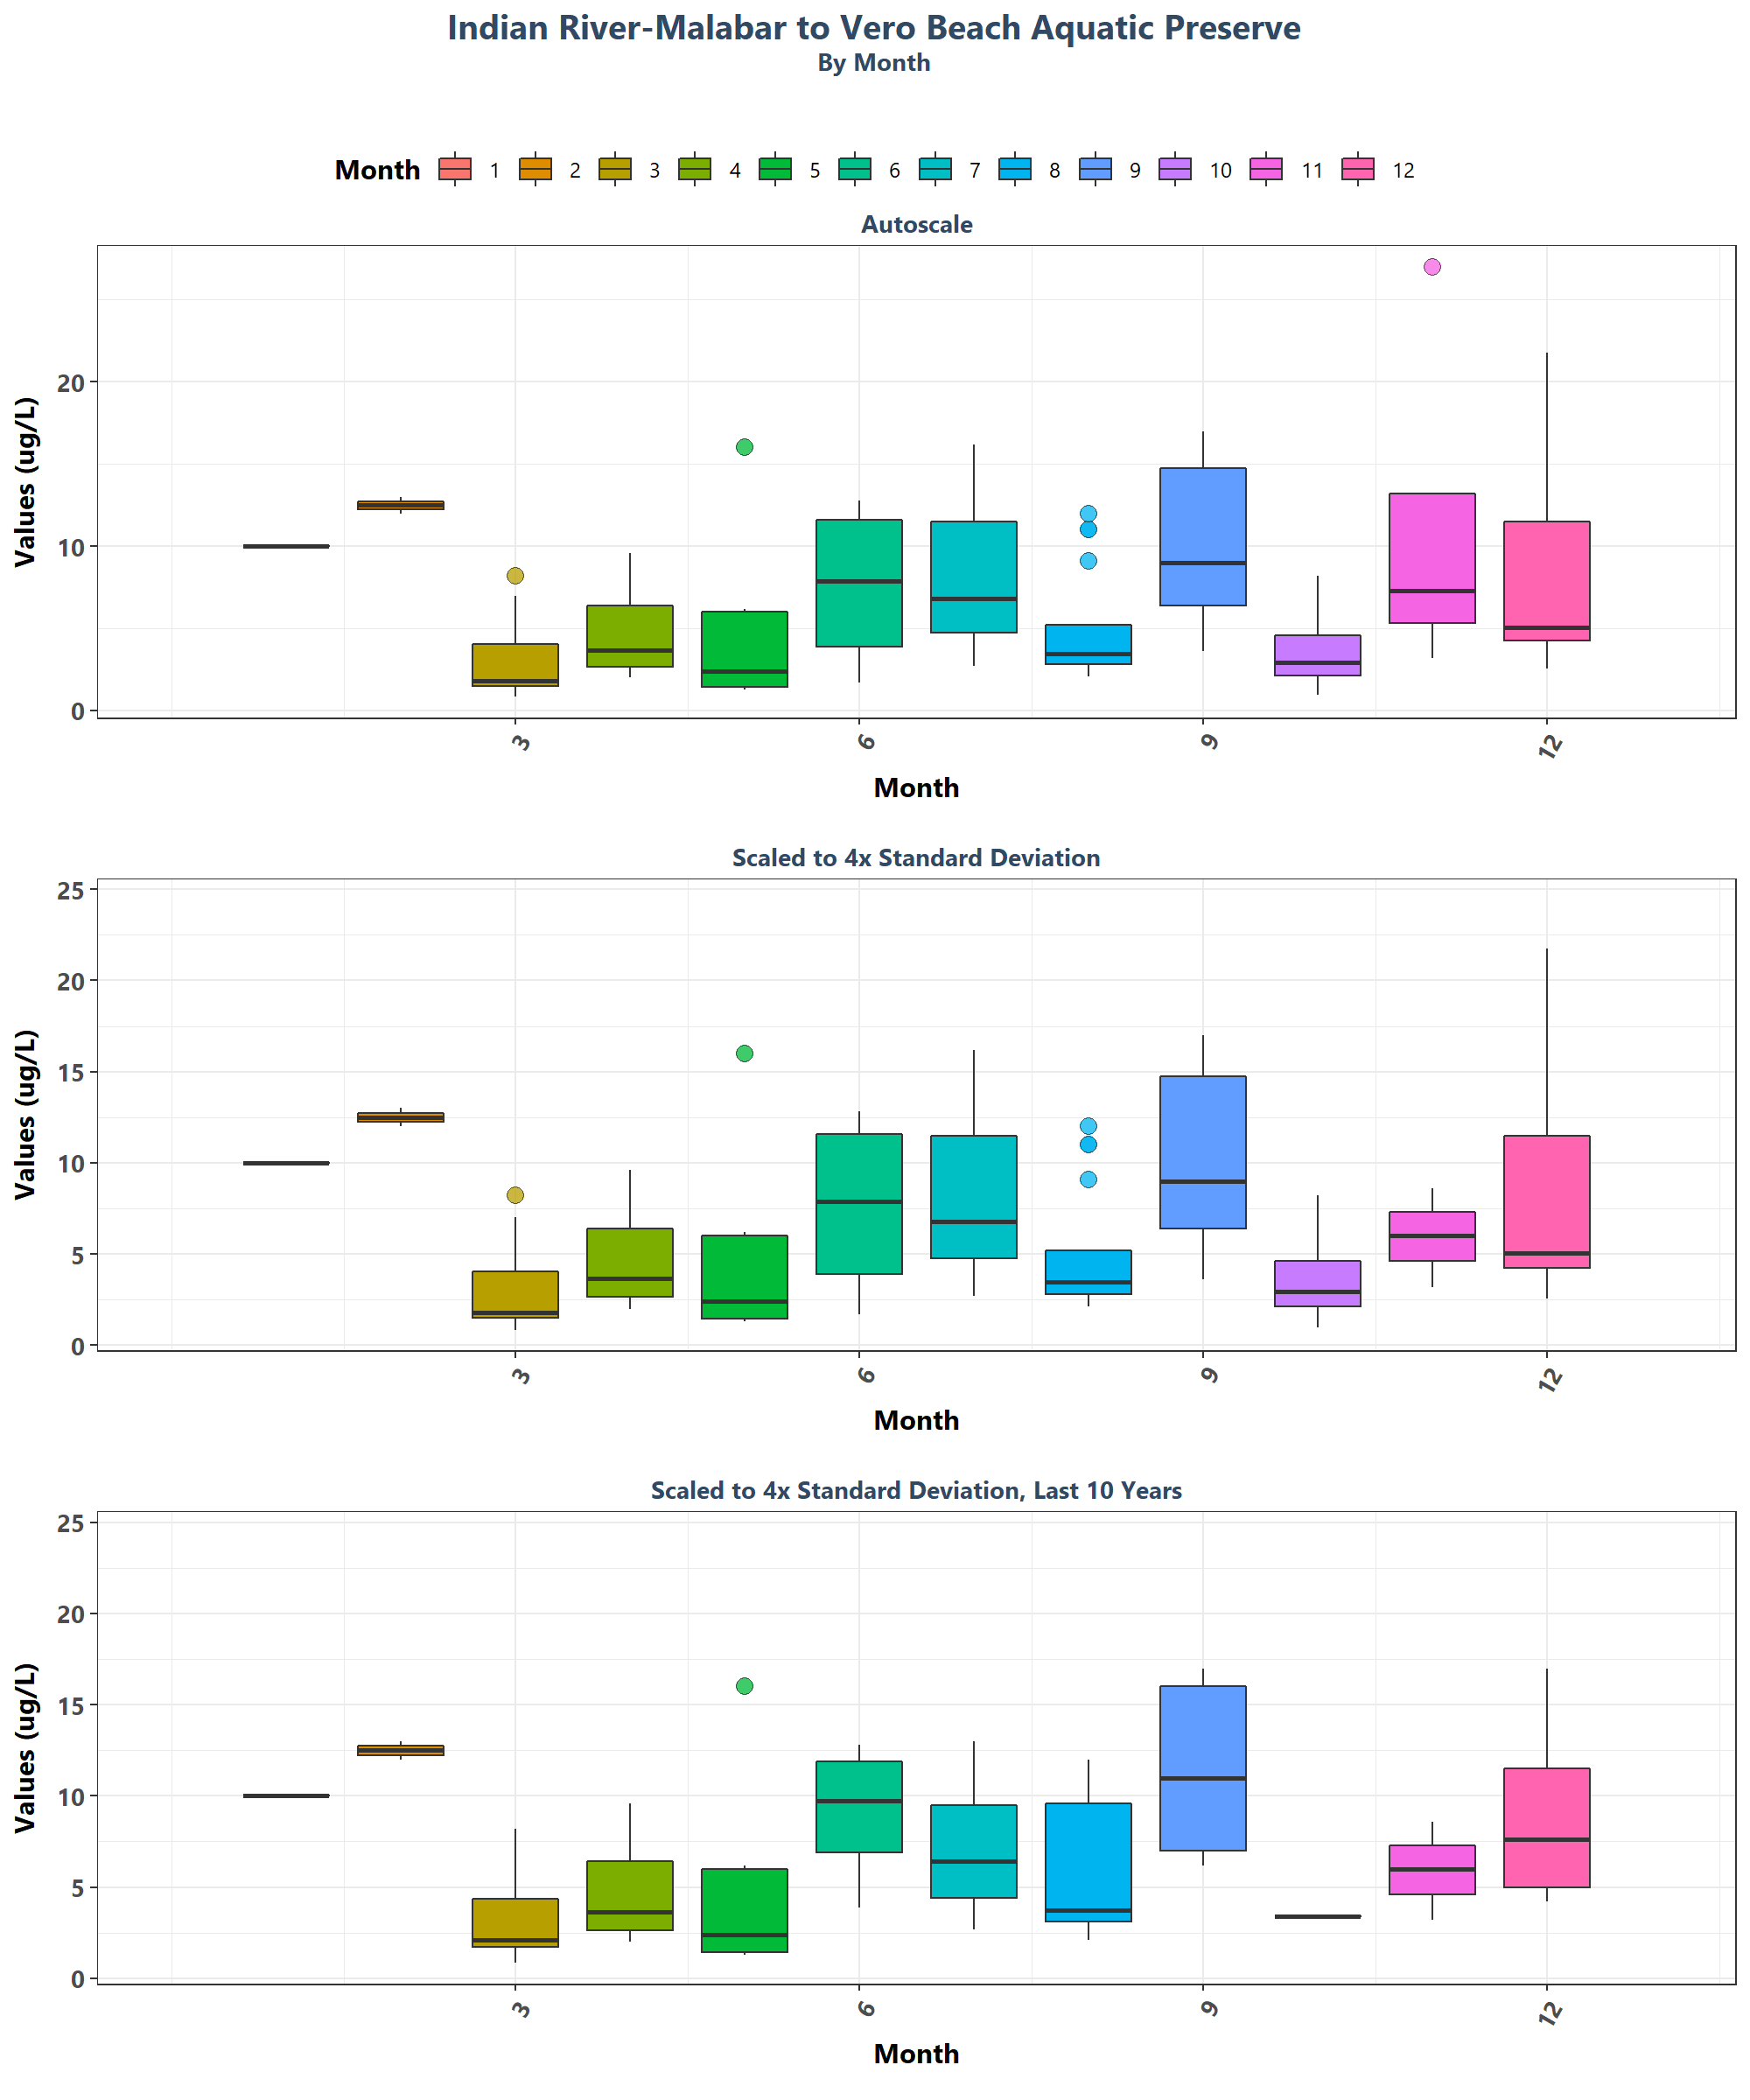 Indian River-Malabar to Vero Beach Aquatic Preserve
By Month
Month 1 2 3 4 5 6 7 8 9 10 11 12
Autoscale
Values (ug/L)
20
10
0
3 6 9 12
Month
Scaled to 4x Standard Deviation
Values (ug/L)
25
20
15
10
5
0
3 6 9 12
Month
Scaled to 4x Standard Deviation, Last 10 Years
Values (ug/L)
25
20
15
10
5
0
3 6 9 12
Month